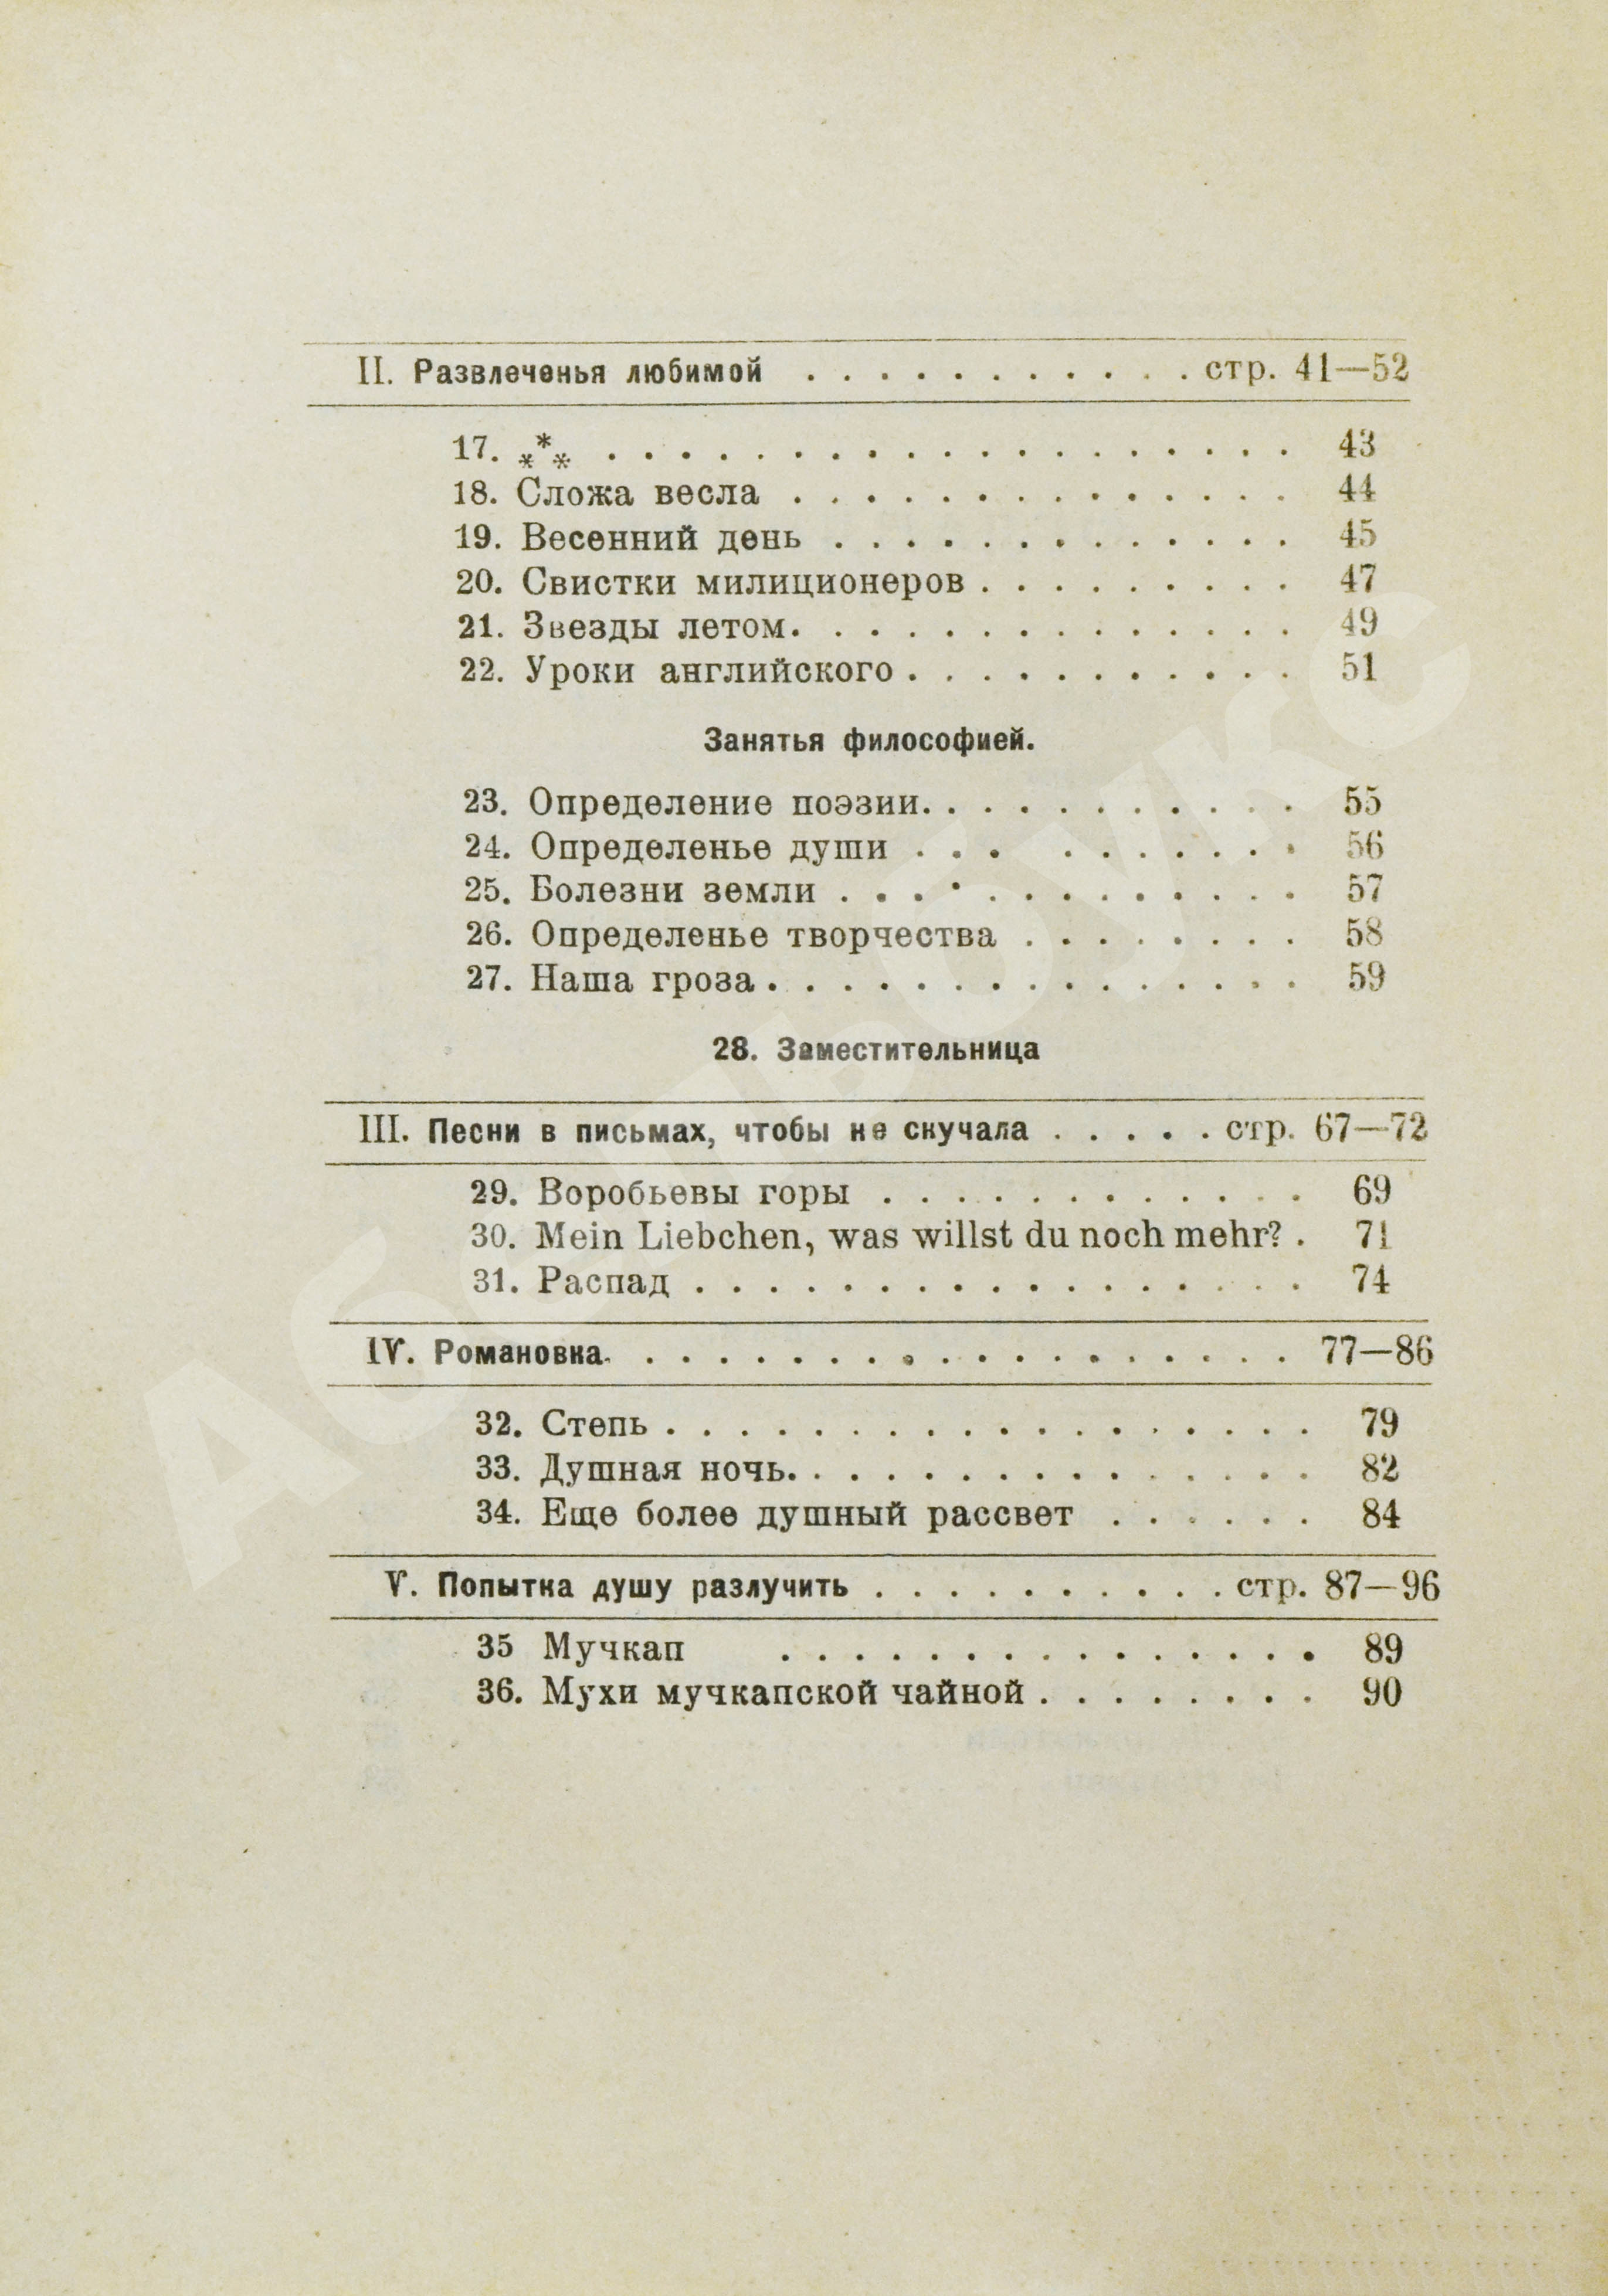 II. Развлеченья любимой . . . . . . . . . . . стр. 41—52
17. *** . . . . . . . . . . . . . . . . . . . 43
18. Сложа весла . . . . . . . . . . . . . . 44
19. Весенний день . . . . . . . . . . . . . 45
20. Свистки милиционеров . . . . . . . . . 47
21. Звезды летом. . . . . . . . . . . . . . 49
22. Уроки английского . . . . . . . . . . . 51
Занятья философией.
23. Определение поэзии. . . . . . . . . . . 55
24. Определенье души . . . . . . . . . . 56
25. Болезни земли . . . . . . . . . . . . . 57
26. Определенье творчества . . . . . . . . 58
27. Наша гроза . . . . . . . . . . . . . . . 59
28. Заместительница
III. Песни в письмах, чтобы не скучала . . . . . стр. 67—72
29. Воробьевы горы . . . . . . . . . . . . 69
30. Mein Liebchen, was willst du noch mehr? . 71
31. Распад . . . . . . . . . . . . . . . . . 74
IV. Романовка. . . . . . . . . . . . . . . . . . . 77—86
32. Степь . . . . . . . . . . . . . . . . . . 79
33. Душная ночь. . . . . . . . . . . . . . . 82
34. Еще более душный рассвет . . . . . . 84
V. Попытка душу разлучить . . . . . . . . . . стр. 87—96
35 Мучкап . . . . . . . . . . . . . . . 89
36. Мухи мучкапской чайной . . . . . . . . 90